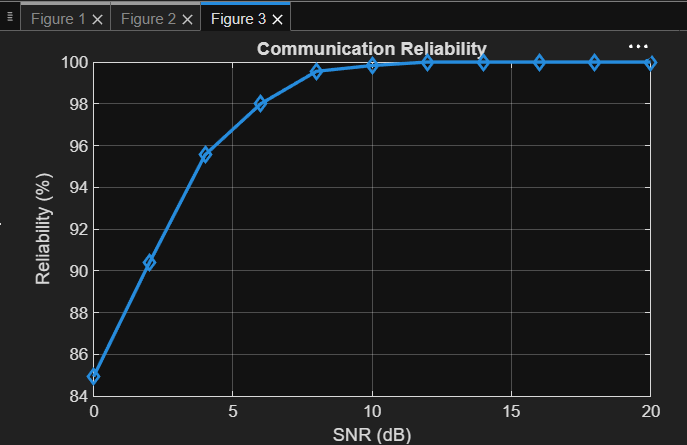 Figure 1 × Figure 2 × Figure 3 ×
Communication Reliability
100
98
96
94
92
90
88
86
84
Reliability (%)
0 5 10 15 20
SNR (dB)